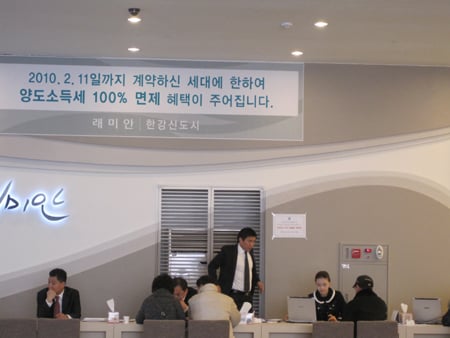 2010. 2. 11일까지 계약하신 세대에 한하여
양도소득세 100% 면제 혜택이 주어집니다.
래미안 | 한강신도시
미안